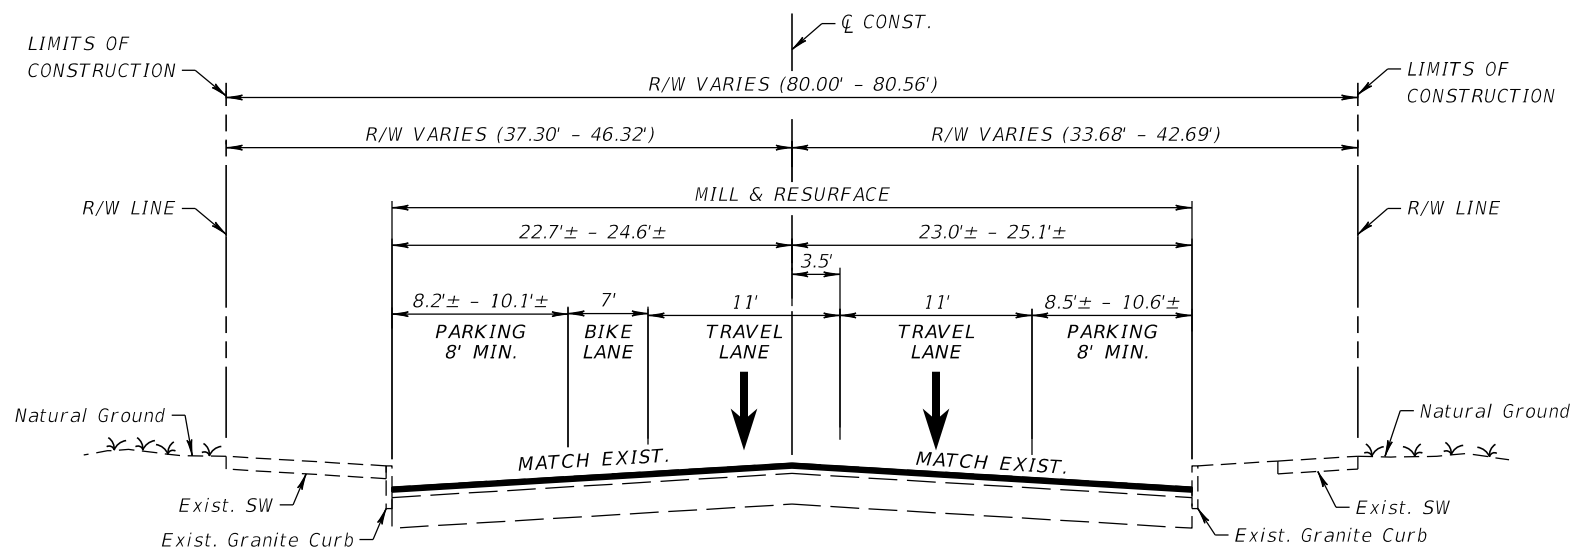 ℄ CONST.
LIMITS OF
CONSTRUCTION
LIMITS OF
CONSTRUCTION
R/W VARIES (80.00' - 80.56')
R/W VARIES (37.30' - 46.32')
R/W VARIES (33.68' - 42.69')
MILL & RESURFACE
R/W LINE
R/W LINE
22.7'± - 24.6'±
23.0'± - 25.1'±
3.5'
8.2'± - 10.1'±
7'
11'
11'
8.5'± - 10.6'±
PARKING
8' MIN.
BIKE
LANE
TRAVEL
LANE
TRAVEL
LANE
PARKING
8' MIN.
Natural Ground
Natural Ground
MATCH EXIST.
MATCH EXIST.
Exist. SW
Exist. SW
Exist. Granite Curb
Exist. Granite Curb